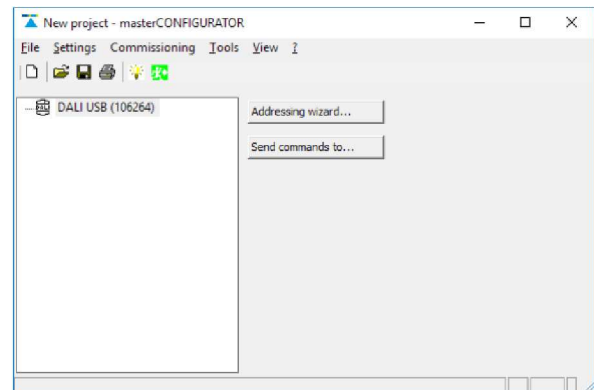 New project - masterCONFIGURATOR
File Settings Commissioning Tools View ?
DALI USB (106264)
Addressing wizard...
Send commands to...